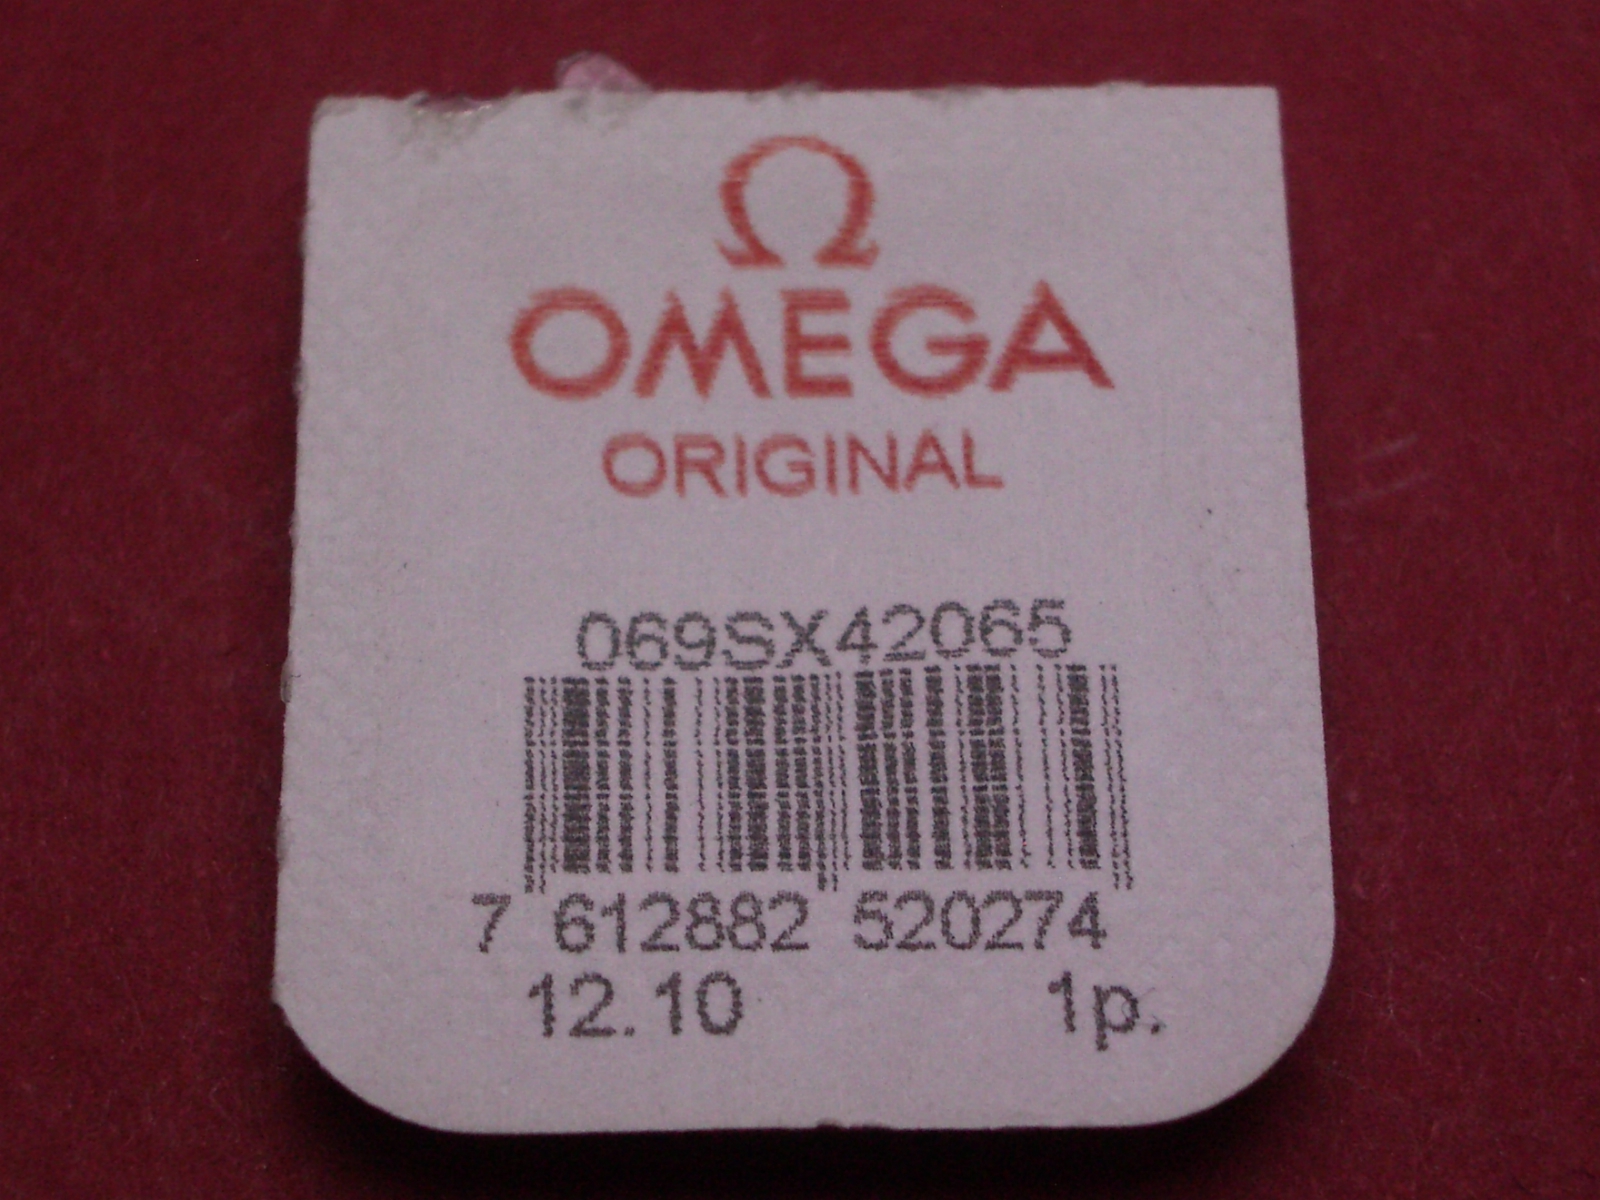 Ω
OMEGA
ORIGINAL
069SX42065
7 612882 520274
12.10 1p.